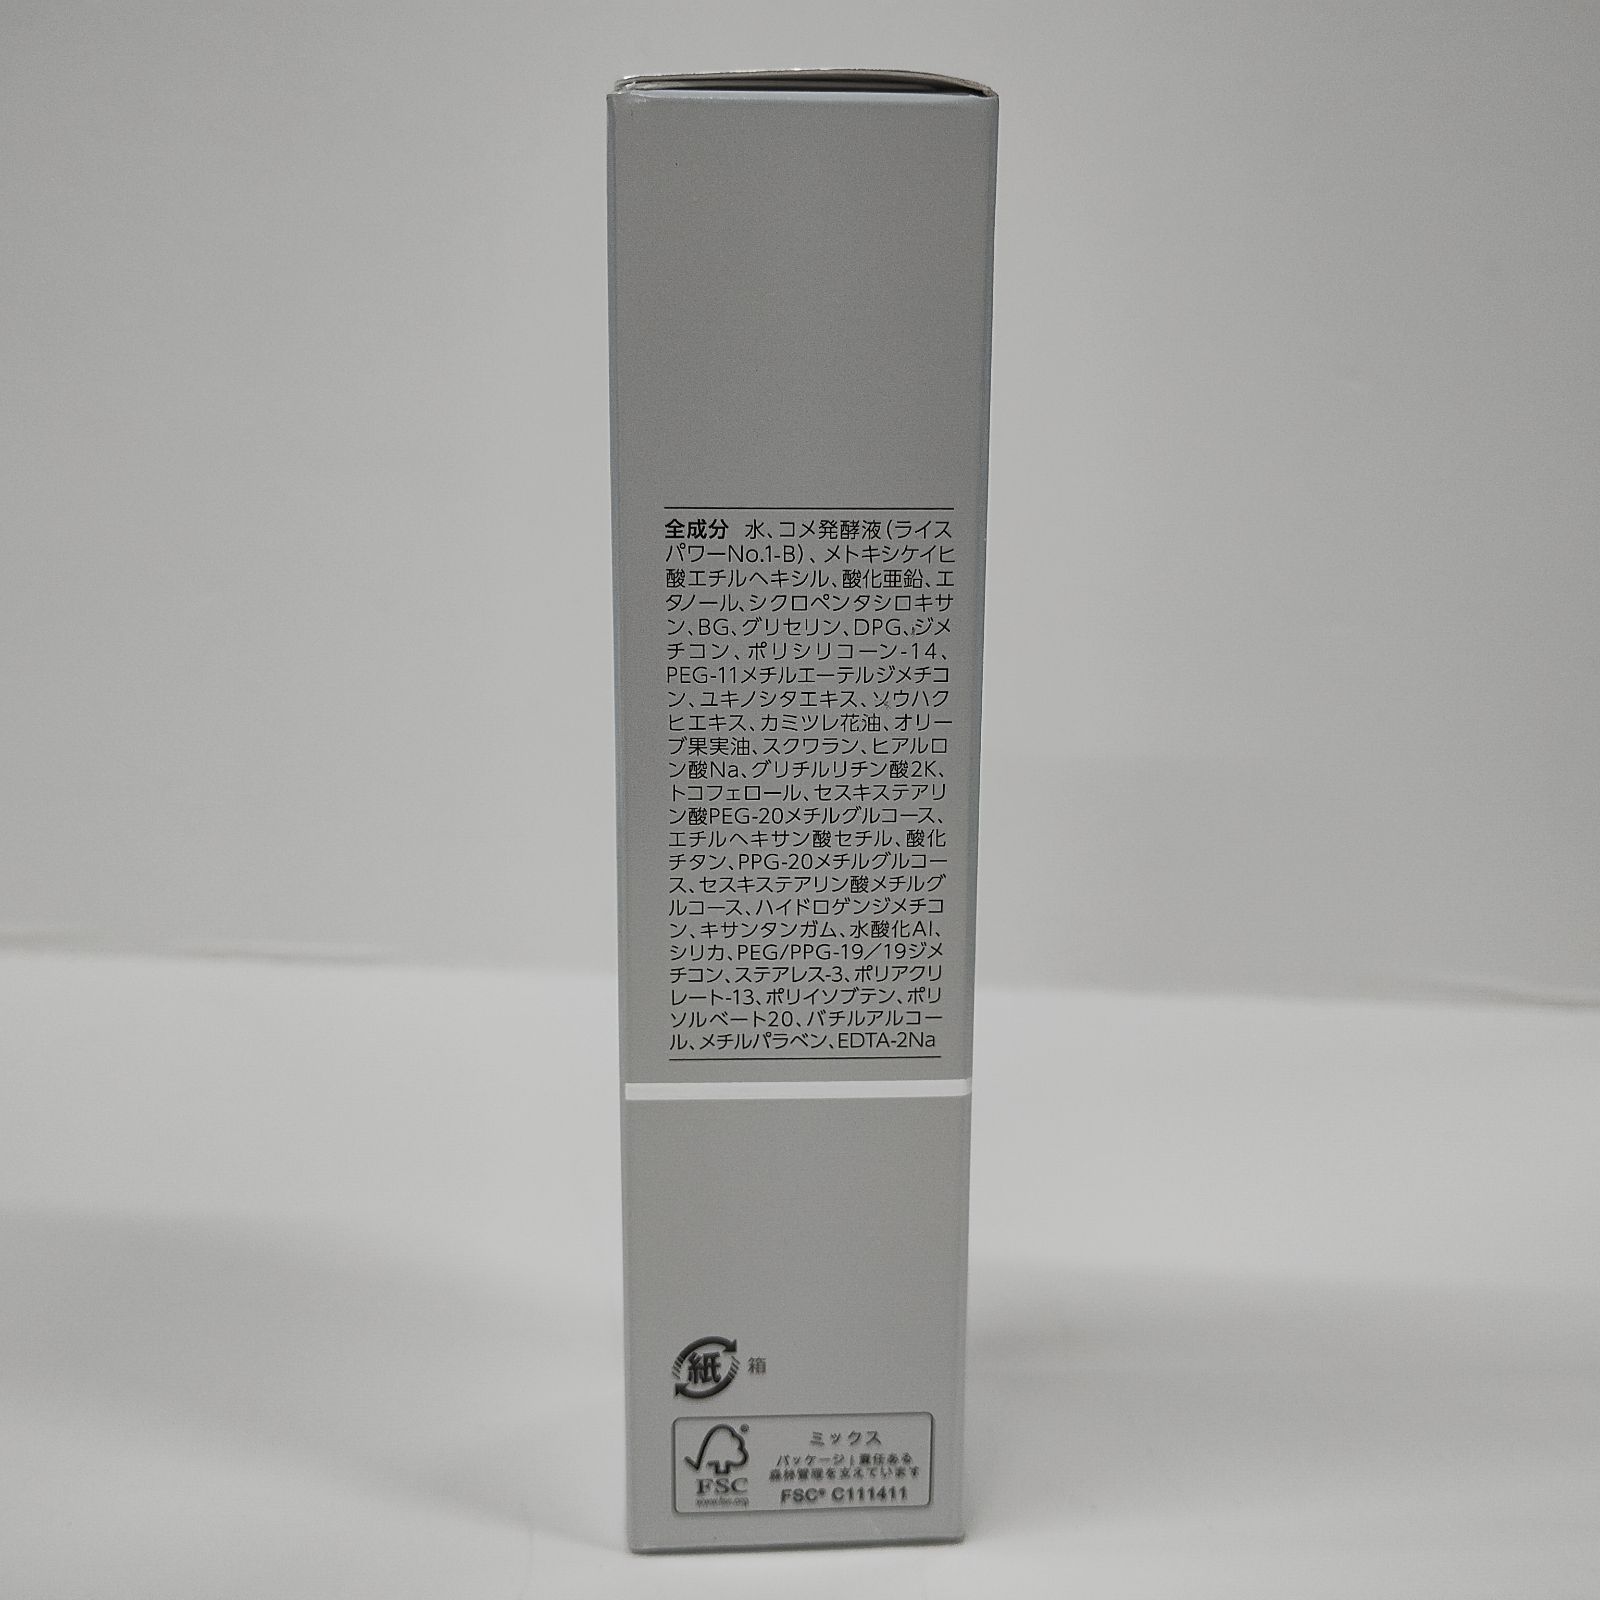 全成分 水、コメ発酵液(ライス
パワーNo.1-B)、メトキシケイヒ
酸エチルヘキシル、酸化亜鉛、エ
タノール、シクロペンタシロキサ
ン、BG、グリセリン、DPG、ジメ
チコン、ポリシリコーン-14、
PEG-11メチルエーテルジメチコ
ン、ユキノシタエキス、ソウハク
ヒエキス、カミツレ花油、オリー
ブ果実油、スクワラン、ヒアルロ
ン酸Na、グリチルリチン酸2K、
トコフェロール、セスキステアリ
ン酸PEG-20メチルグルコース、
エチルヘキサン酸セチル、酸化
チタン、PPG-20メチルグルコー
ス、セスキステアリン酸メチルグ
ルコース、ハイドロゲンジメチコ
ン、キサンタンガム、水酸化Al、
シリカ、PEG/PPG-19／19ジメ
チコン、ステアレス-3、ポリアクリ
レート-13、ポリイソブテン、ポリ
ソルベート20、バチルアルコー
ル、メチルパラベン、EDTA-2Na
紙 箱
FSC
www.fsc.org
ミックス
パッケージ | 責任ある
森林管理を支えています
FSC® C111411